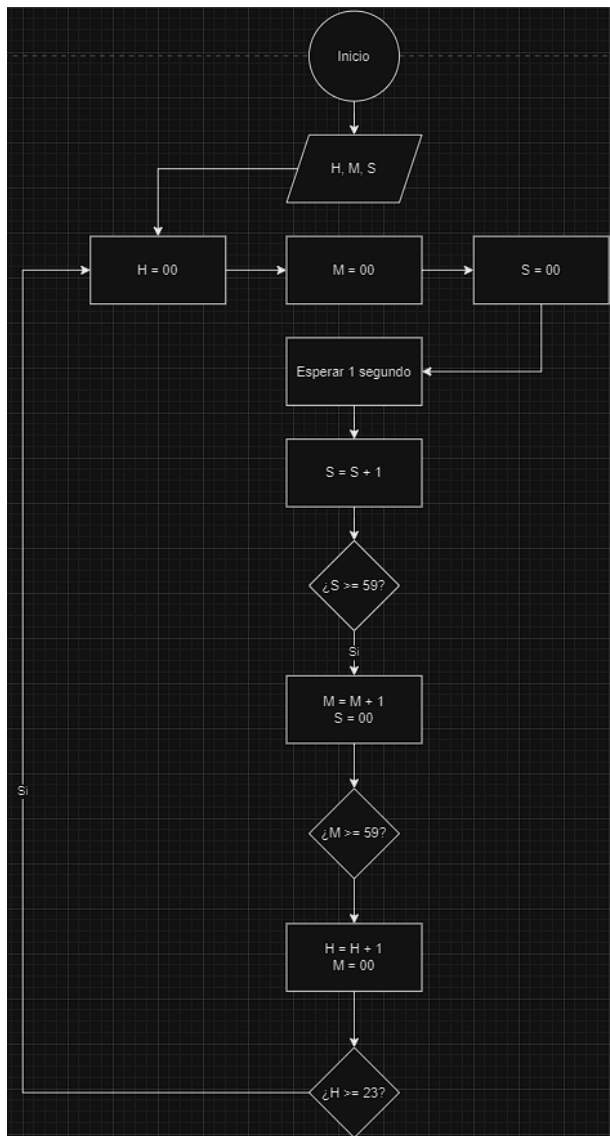 Inicio
H, M, S
H = 00
M = 00
S = 00
Esperar 1 segundo
S = S + 1
¿S >= 59?
Si
M = M + 1
S = 00
Si
¿M >= 59?
H = H + 1
M = 00
¿H >= 23?